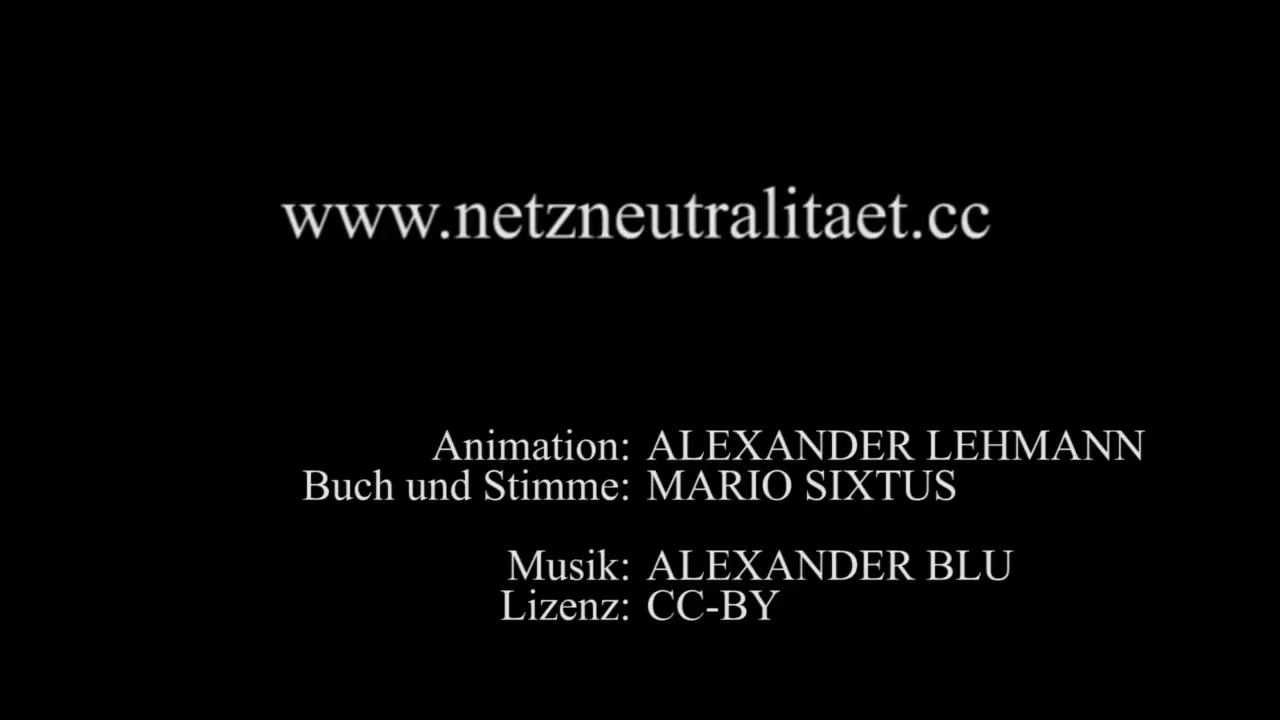 www.netzneutralitaet.cc
Animation: ALEXANDER LEHMANN
Buch und Stimme: MARIO SIXTUS
Musik: ALEXANDER BLU
Lizenz: CC-BY